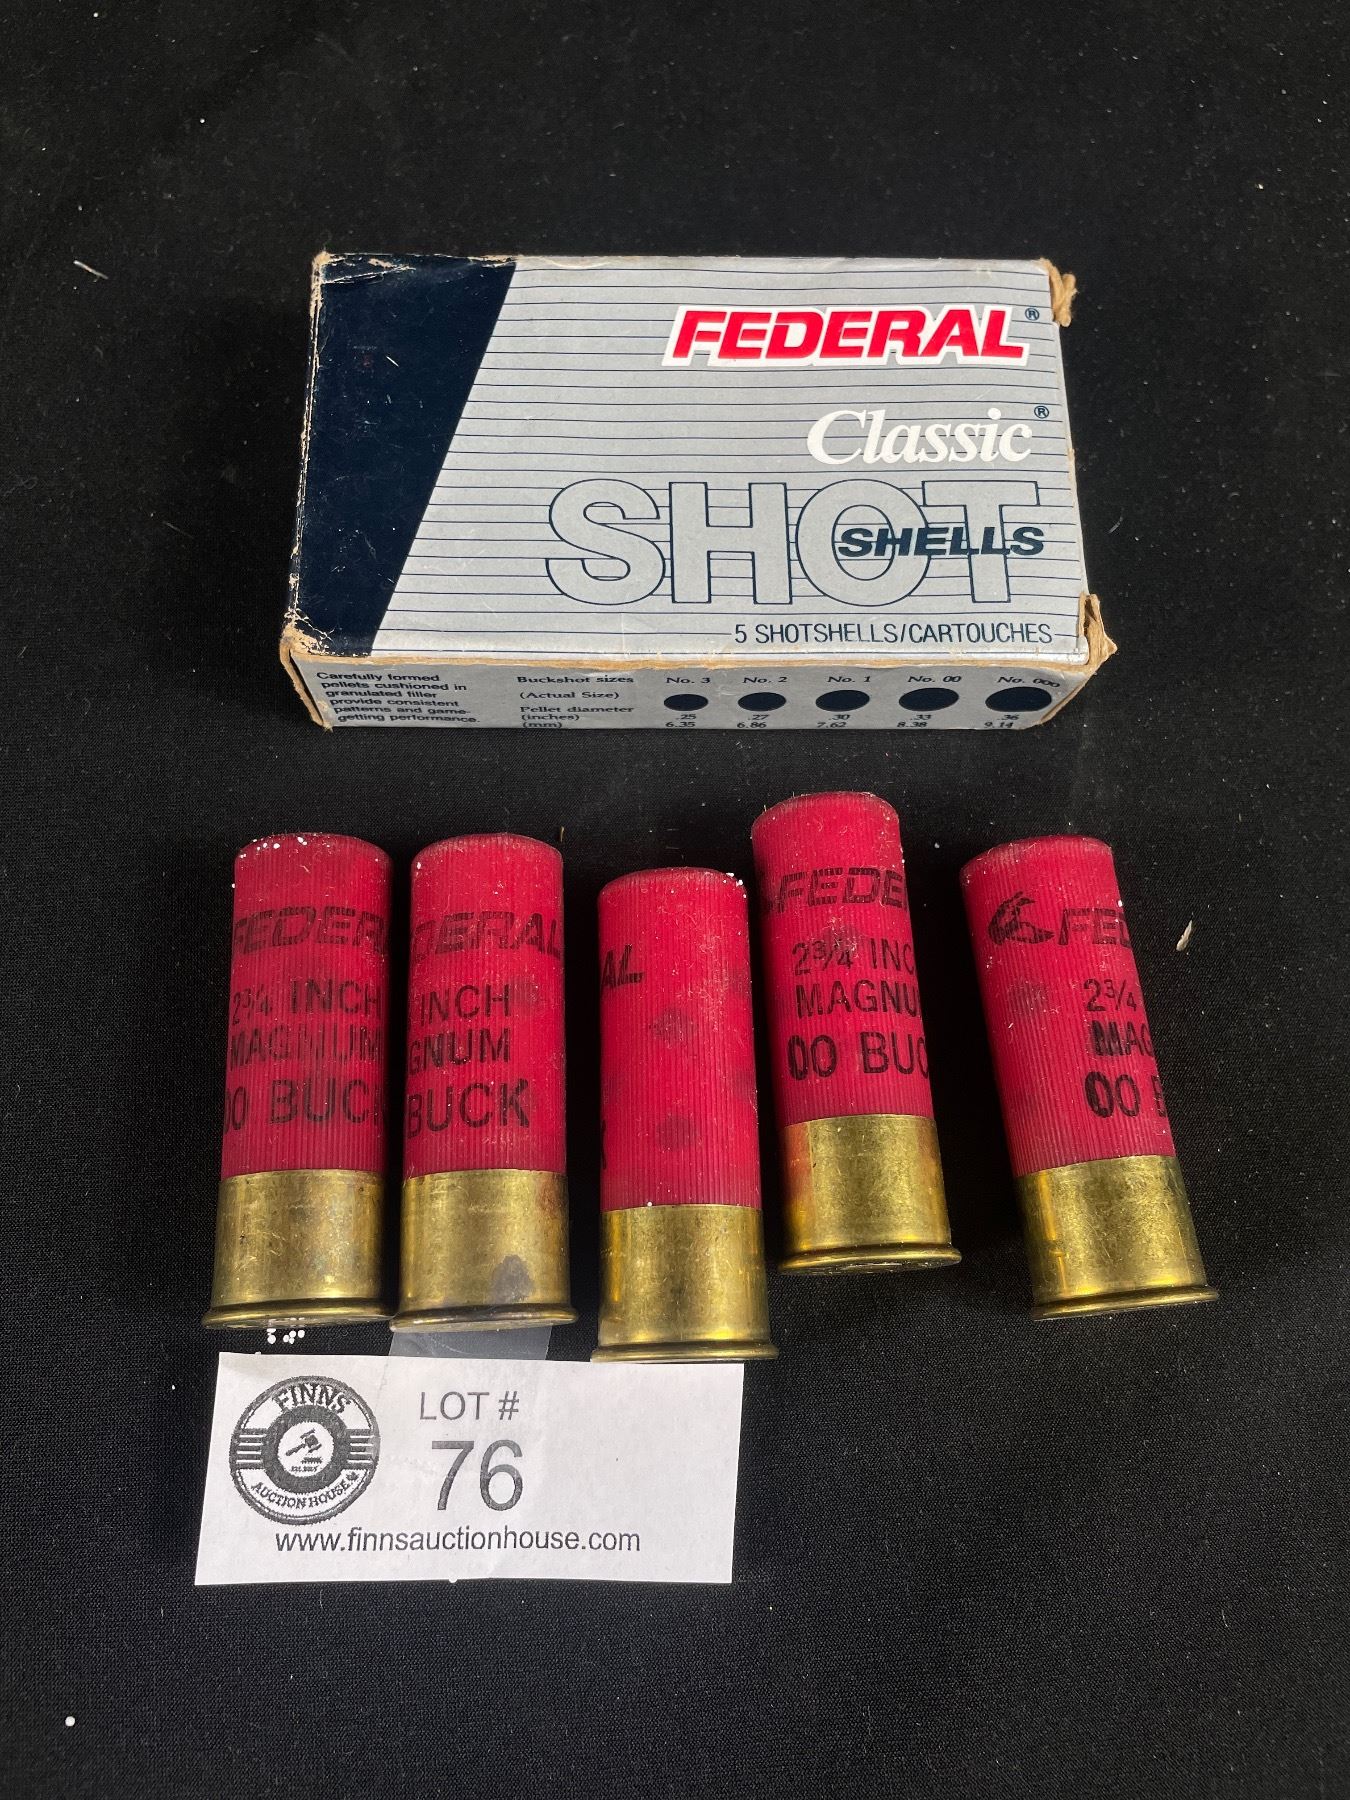 FEDERAL®
Classic®
SHOT
SHELLS
5 SHOTSHELLS/CARTOUCHES
Carefully formed
pellets cushioned in
granulated filler
provide consistent
patterns and game-
getting performance.
Buckshot sizes No. 3 No. 2 No. 1 No. 00 No. 000
(Actual Size)
Pellet diameter
(inches) .25 .27 .30 .33 .36
(mm) 6.35 6.86 7.62 8.38 9.14
FEDERA
2¾ INCH
MAGNUM
00 BUC
DERAL
INCH
GNUM
BUCK
AL
K
FEDE
2¾ INC
MAGNU
00 BUC
FED
2¾
MAG
00 B
FINNS
AUCTION HOUSE
LOT #
76
www.finnsauctionhouse.com